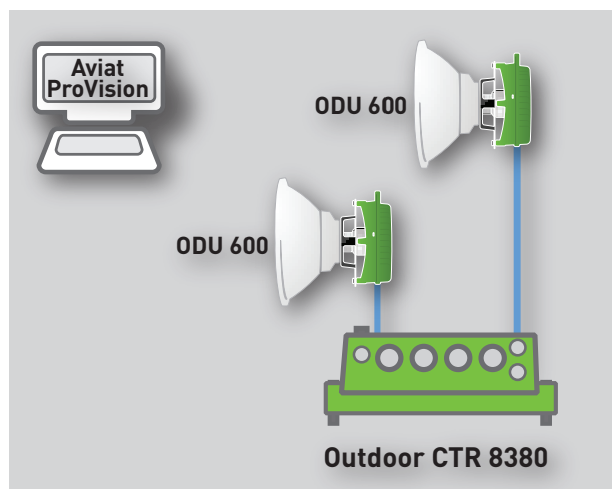 Aviat
ProVision
ODU 600
ODU 600
Outdoor CTR 8380